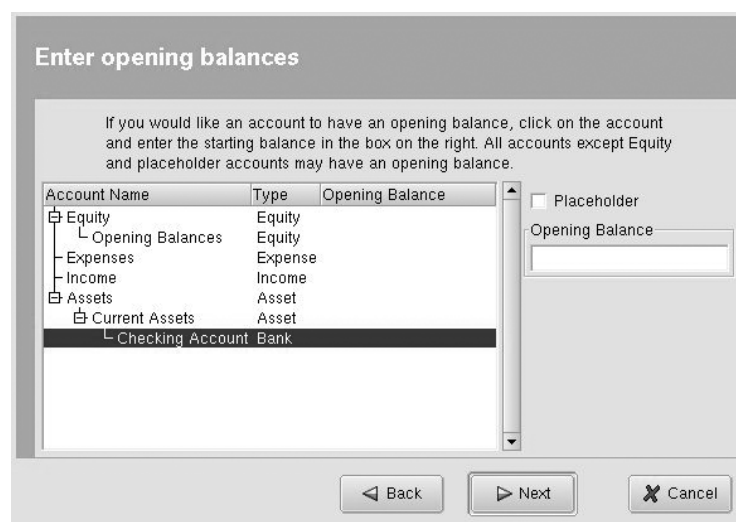 Enter opening balances
If you would like an account to have an opening balance, click on the account
and enter the starting balance in the box on the right. All accounts except Equity
and placeholder accounts may have an opening balance.
Account Name Type Opening Balance
Equity Equity
Opening Balances Equity
Expenses Expense
Income Income
Assets Asset
Current Assets Asset
Checking Account Bank
Placeholder
Opening Balance
Back Next Cancel